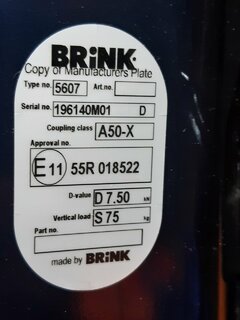 BRINK
Copy of Manufacturers Plate
Type no. 5607 Art.no.
Serial no. 196140M01 D
Coupling class A50-X
Approval no.
E11 55R 018522
D-value D 7.50 kN
Vertical load S 75 kg
Part no.
made by BRINK